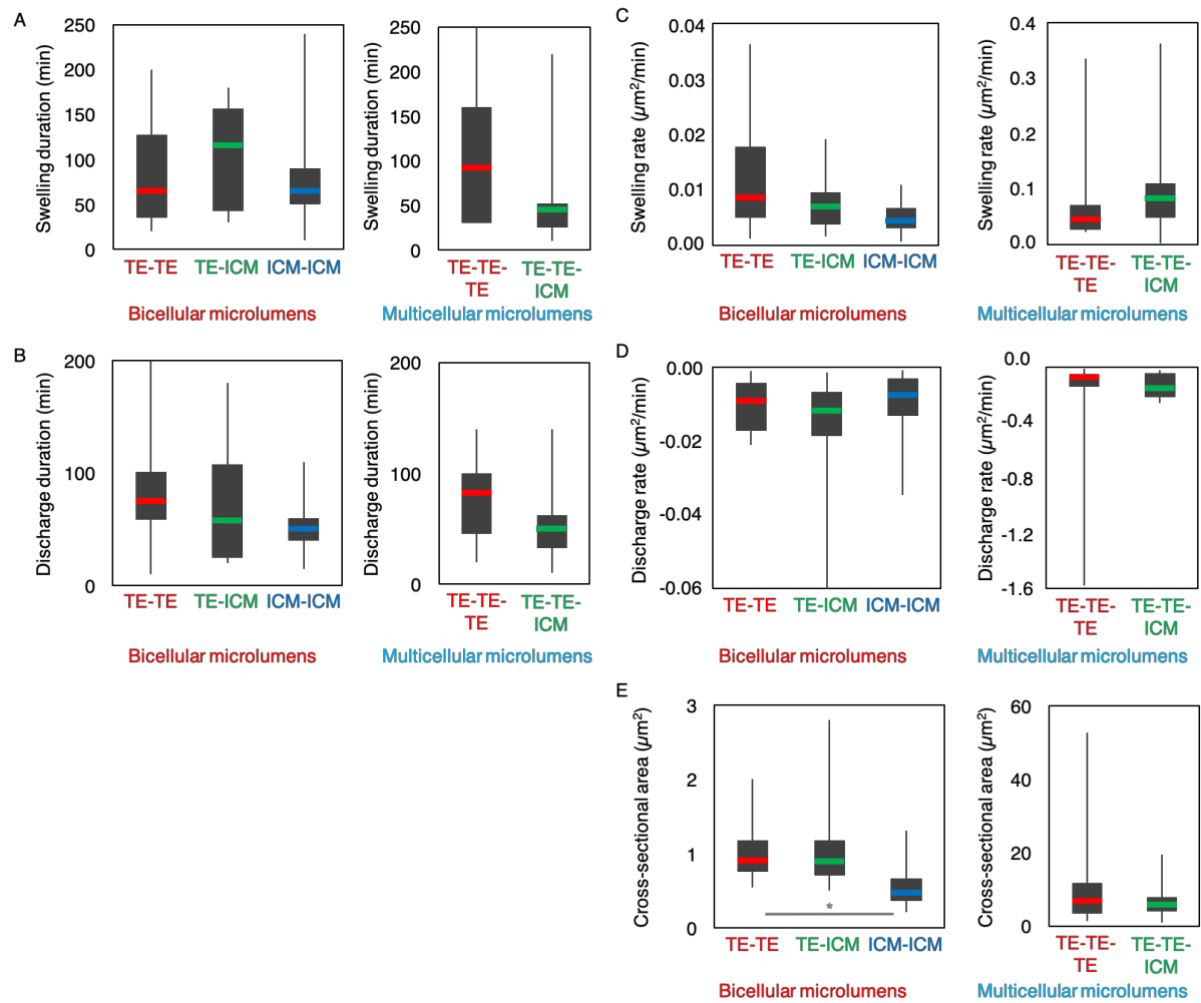 A
Swelling duration (min)
250
200
150
100
50
0
TE-TE TE-ICM ICM-ICM
Bicellular microlumens
Swelling duration (min)
250
200
150
100
50
0
TE-TE-
TE
TE-TE-
ICM
Multicellular microlumens
B
Discharge duration (min)
200
100
0
TE-TE TE-ICM ICM-ICM
Bicellular microlumens
Discharge duration (min)
200
100
0
TE-TE-
TE
TE-TE-
ICM
Multicellular microlumens
C
Swelling rate (µm²/min)
0.04
0.03
0.02
0.01
0.00
TE-TE TE-ICM ICM-ICM
Bicellular microlumens
Swelling rate (µm²/min)
0.4
0.3
0.2
0.1
0.0
TE-TE-
TE
TE-TE-
ICM
Multicellular microlumens
D
Discharge rate (µm²/min)
0.00
-0.02
-0.04
-0.06
TE-TE TE-ICM ICM-ICM
Bicellular microlumens
Discharge rate (µm²/min)
0.0
-0.4
-0.8
-1.2
-1.6
TE-TE-
TE
TE-TE-
ICM
Multicellular microlumens
E
Cross-sectional area (µm²)
3
2
1
0
*
TE-TE TE-ICM ICM-ICM
Bicellular microlumens
Cross-sectional area (µm²)
60
40
20
0
TE-TE-
TE
TE-TE-
ICM
Multicellular microlumens